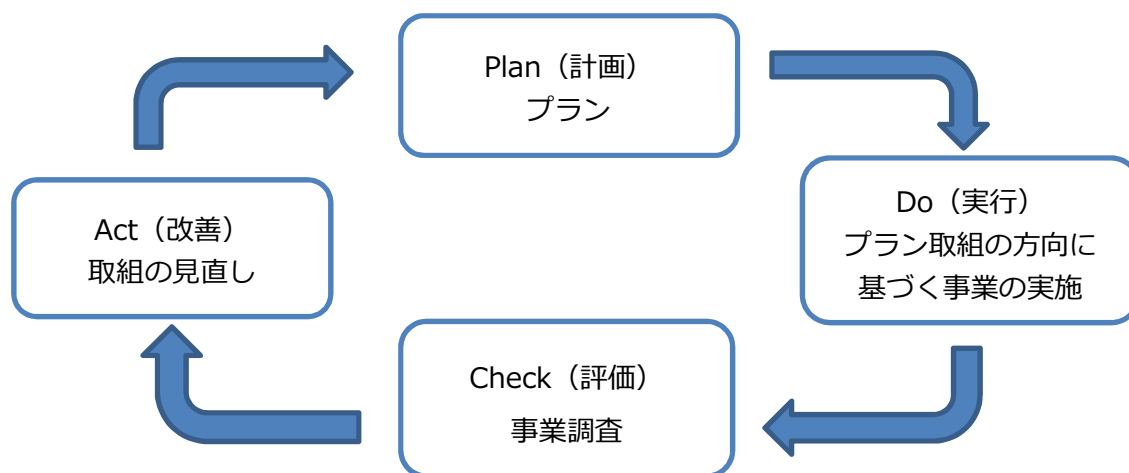 Plan（計画）
プラン
Do（実行）
プラン取組の方向に
基づく事業の実施
Check（評価）
事業調査
Act（改善）
取組の見直し